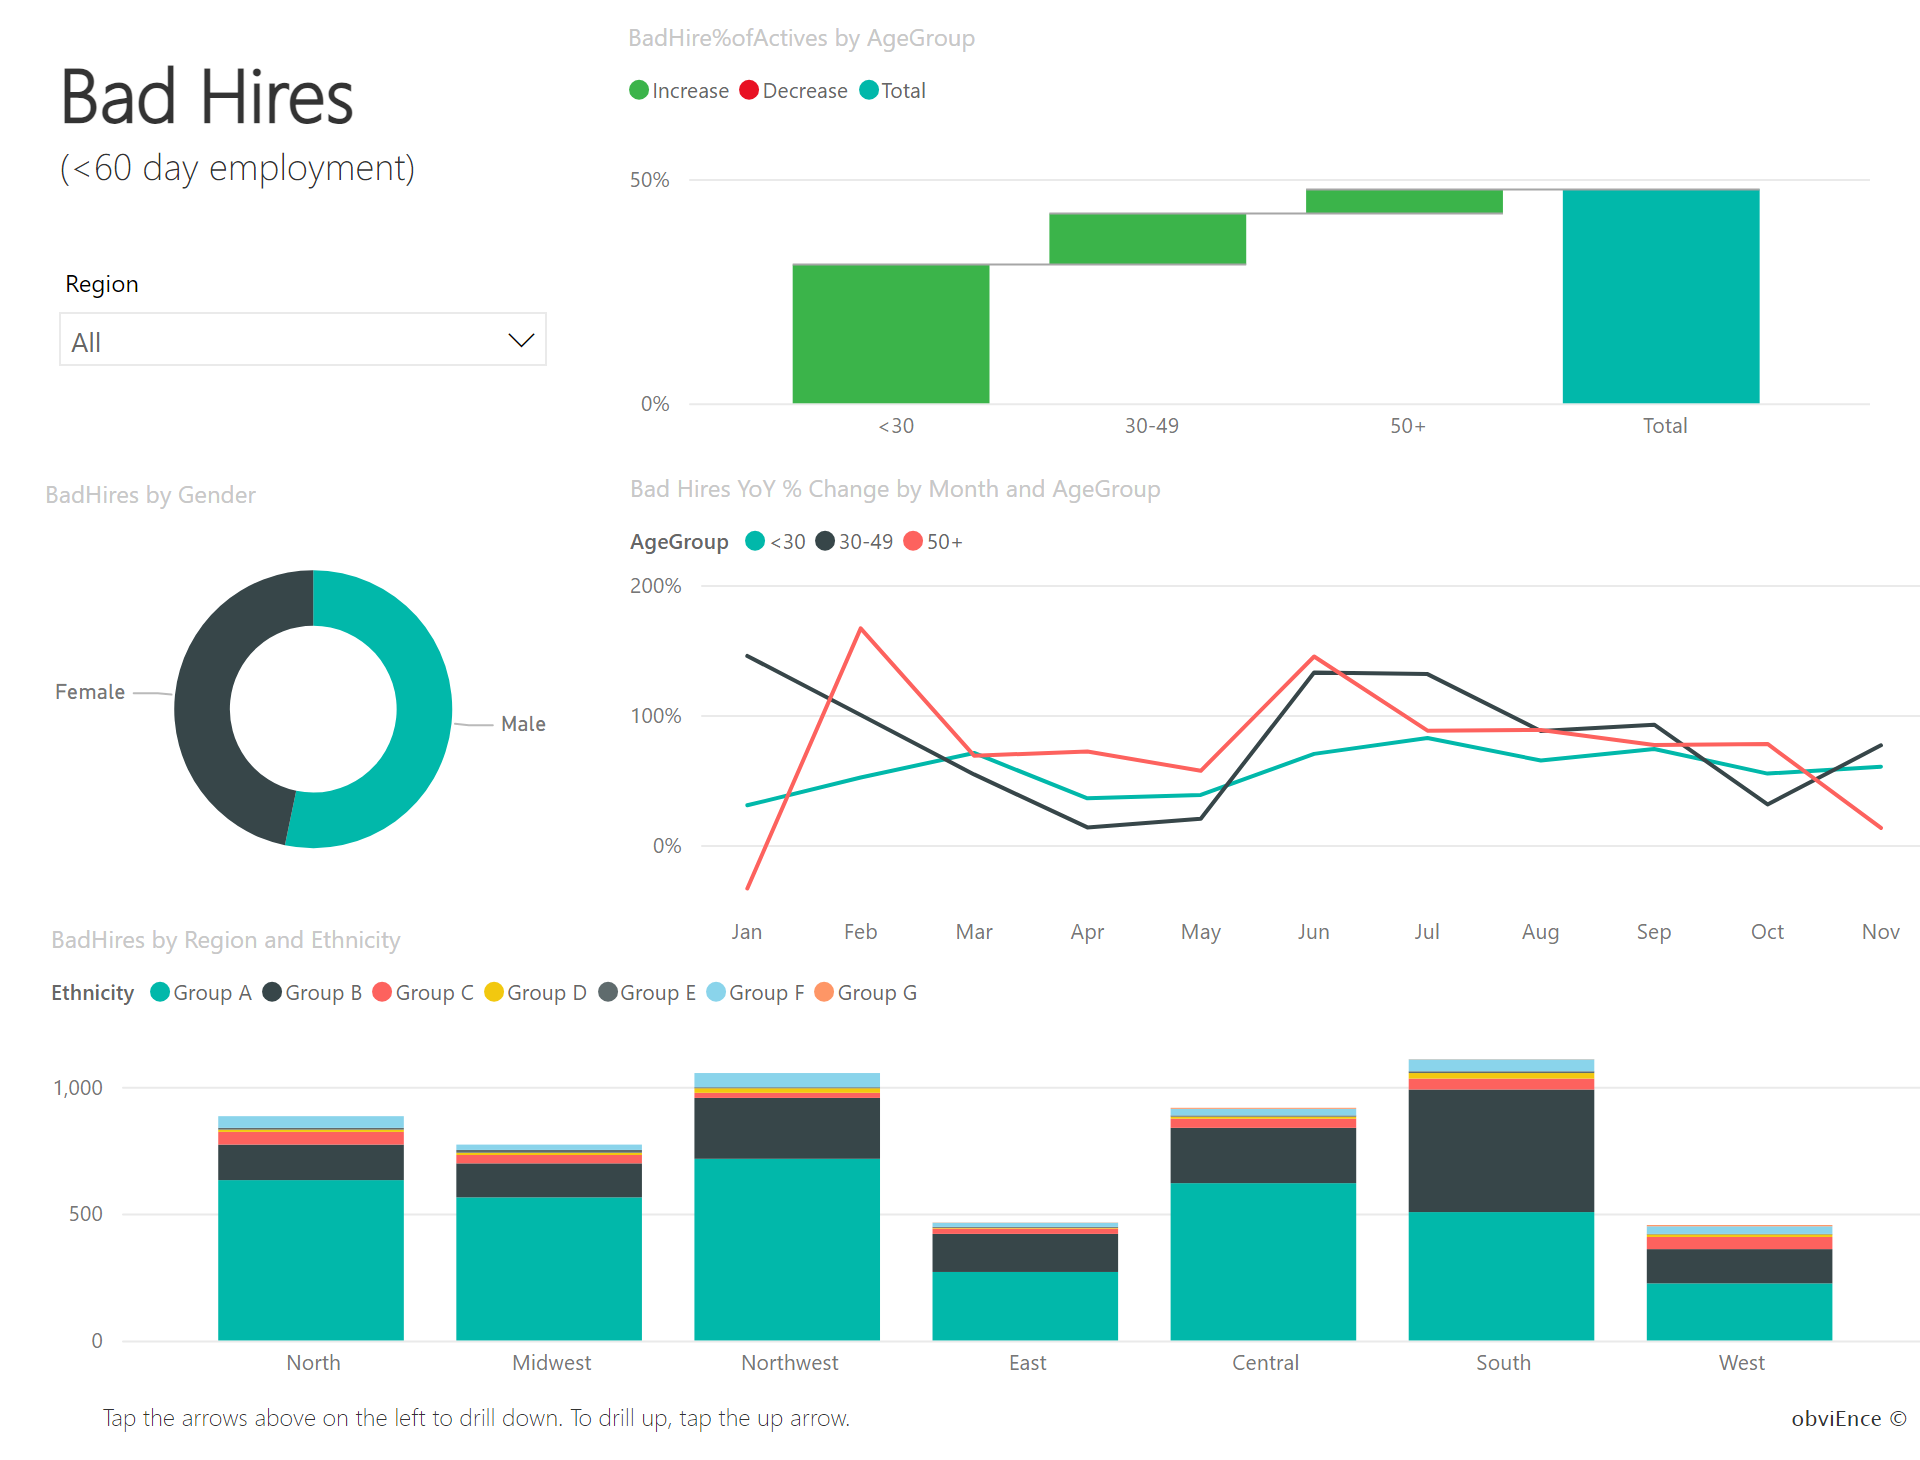 Bad Hires
(<60 day employment)
Region
All
BadHire%ofActives by AgeGroup
Increase Decrease Total
50%
0%
<30 30-49 50+ Total
BadHires by Gender
Female
Male
Bad Hires YoY % Change by Month and AgeGroup
AgeGroup <30 30-49 50+
200%
100%
0%
Jan Feb Mar Apr May Jun Jul Aug Sep Oct Nov
BadHires by Region and Ethnicity
Ethnicity Group A Group B Group C Group D Group E Group F Group G
1,000
500
0
North Midwest Northwest East Central South West
Tap the arrows above on the left to drill down. To drill up, tap the up arrow.
obviEnce ©